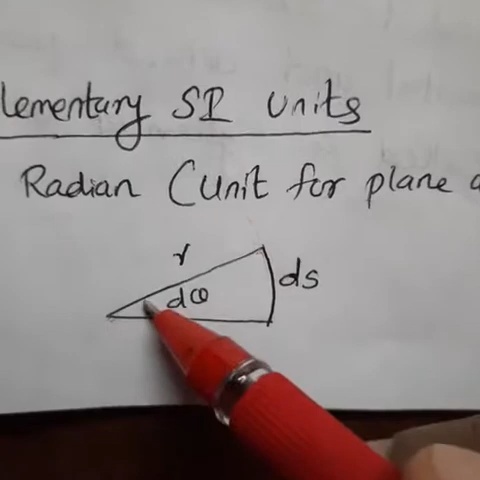 lementary SI Units
Radian (Unit for plane a
r
dθ
ds